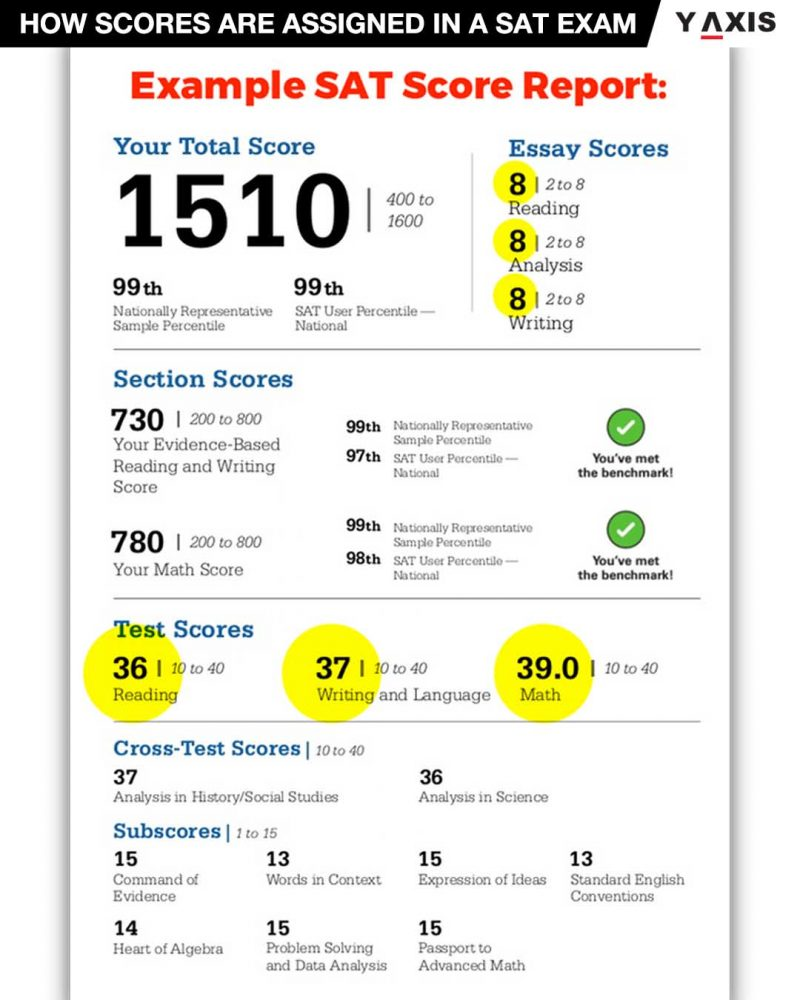 HOW SCORES ARE ASSIGNED IN A SAT EXAM
Y AXIS
Example SAT Score Report:
Your Total Score
1510 | 400 to
1600
99th
Nationally Representative
Sample Percentile
99th
SAT User Percentile —
National
Essay Scores
8 | 2 to 8
Reading
8 | 2 to 8
Analysis
8 | 2 to 8
Writing
Section Scores
730 | 200 to 800
Your Evidence-Based
Reading and Writing
Score
99th Nationally Representative
Sample Percentile
97th SAT User Percentile —
National
You've met
the benchmark!
780 | 200 to 800
Your Math Score
99th Nationally Representative
Sample Percentile
98th SAT User Percentile —
National
You've met
the benchmark!
Test Scores
36 | 10 to 40
Reading
37 | 10 to 40
Writing and Language
39.0 | 10 to 40
Math
Cross-Test Scores | 10 to 40
37
Analysis in History/Social Studies
36
Analysis in Science
Subscores | 1 to 15
15
Command of
Evidence
13
Words in Context
15
Expression of Ideas
13
Standard English
Conventions
14
Heart of Algebra
15
Problem Solving
and Data Analysis
15
Passport to
Advanced Math